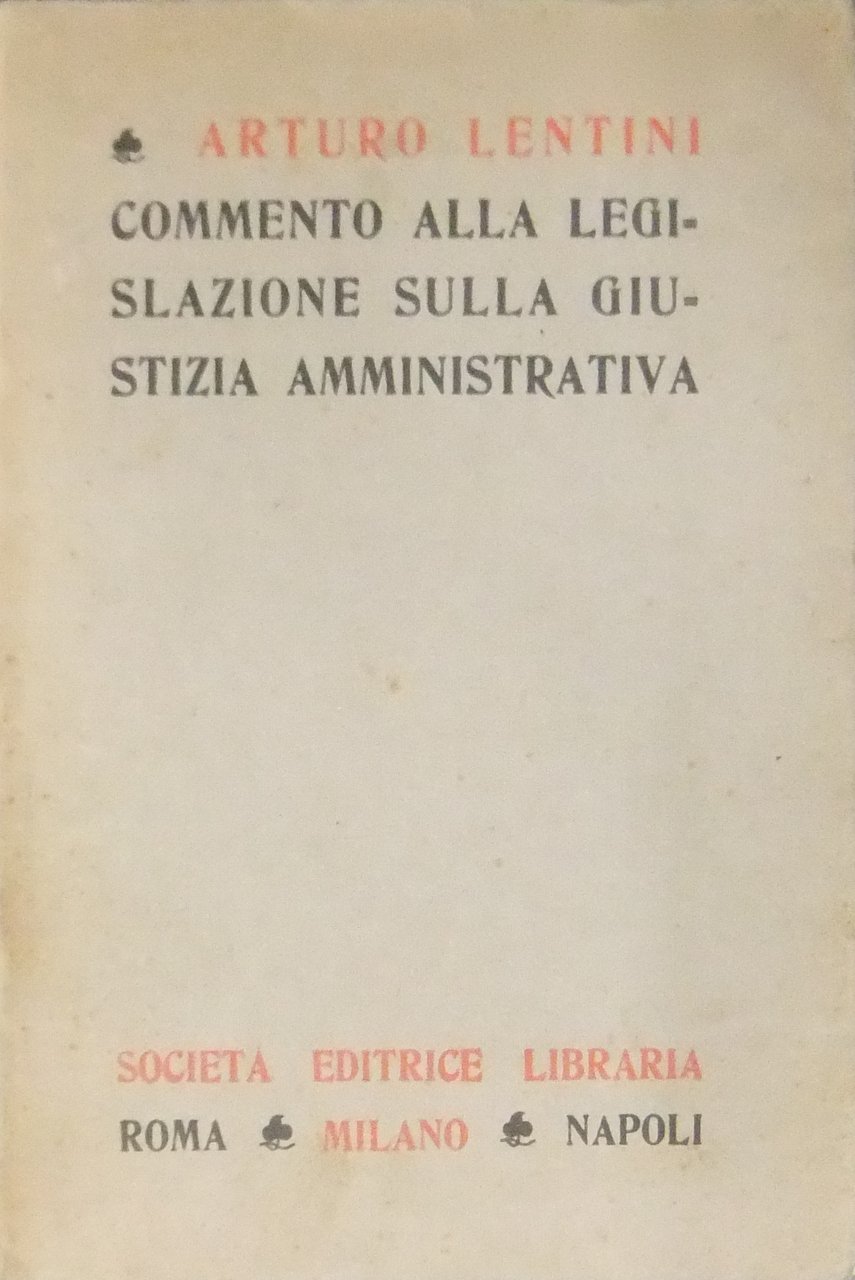 ARTURO LENTINI
COMMENTO ALLA LEGI-
SLAZIONE SULLA GIU-
STIZIA AMMINISTRATIVA
SOCIETA EDITRICE LIBRARIA
ROMA MILANO NAPOLI